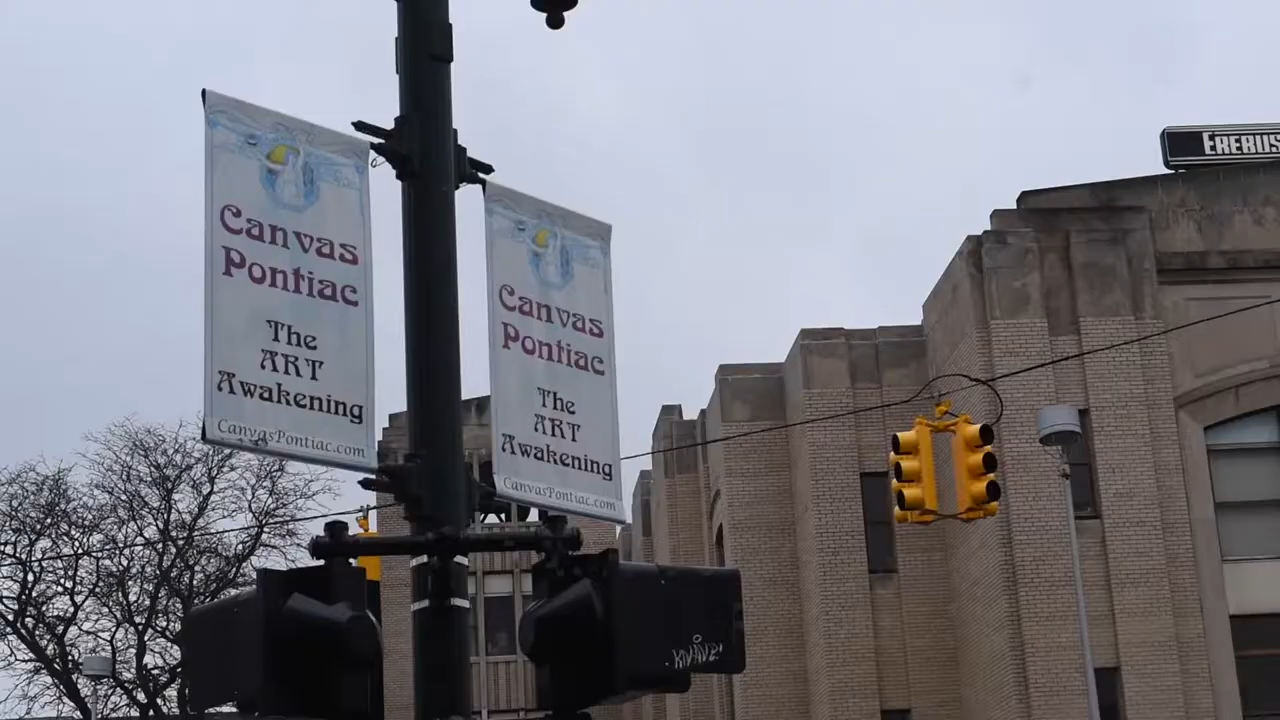 Canvas
Pontiac
The
ART
Awakening
CanvasPontiac.com
Canvas
Pontiac
The
ART
Awakening
CanvasPontiac.com
EREBUS